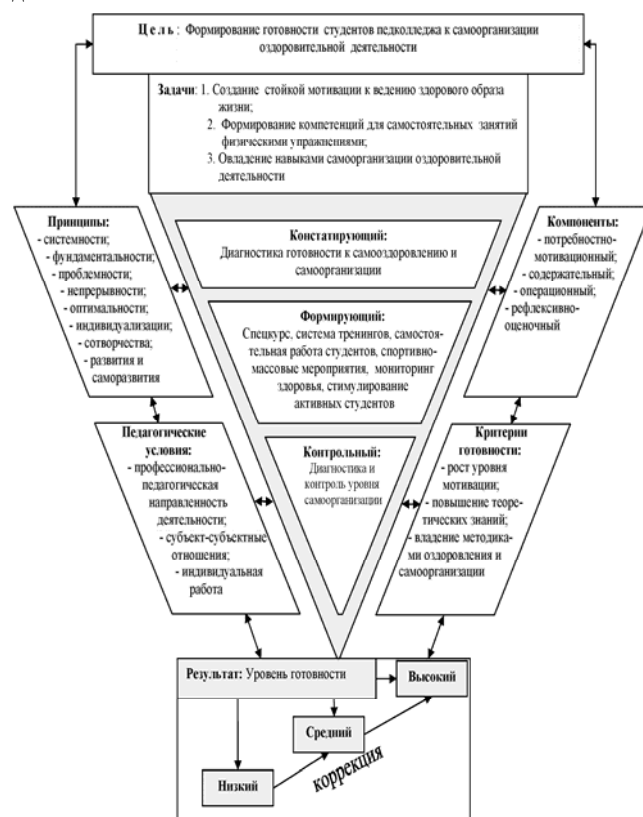 Цель: Формирование готовности студентов педколледжа к самоорганизации
оздоровительной деятельности
Задачи: 1. Создание стойкой мотивации к ведению здорового образа
жизни;
2. Формирование компетенций для самостоятельных занятий
физическими упражнениями;
3. Овладение навыками самоорганизации оздоровительной
деятельности
Принципы:
- системности;
- фундаментальности;
- проблемности;
- непрерывности;
- оптимальности;
- индивидуализации;
- сотворчества;
- развития и
саморазвития
Констатирующий:
Диагностика готовности к самооздоровлению и
самоорганизации
Компоненты:
- потребностно-
мотивационный;
- содержательный;
- операционный;
- рефлексивно-
оценочный
Формирующий:
Спецкурс, система тренингов, самостоя-
тельная работа студентов, спортивно-
массовые мероприятия, мониторинг
здоровья, стимулирование
активных студентов
Педагогические
условия:
- профессионально-
педагогическая
направленность
деятельности;
- субъект-субъектные
отношения;
- индивидуальная
работа
Контрольный:
Диагностика и
контроль уровня
самоорганизации
Критерии
готовности:
- рост уровня
мотивации;
- повышение теоре-
тических знаний;
- владение методика-
ми оздоровления и
самоорганизации
Результат: Уровень готовности
Высокий
Средний
Низкий
коррекция